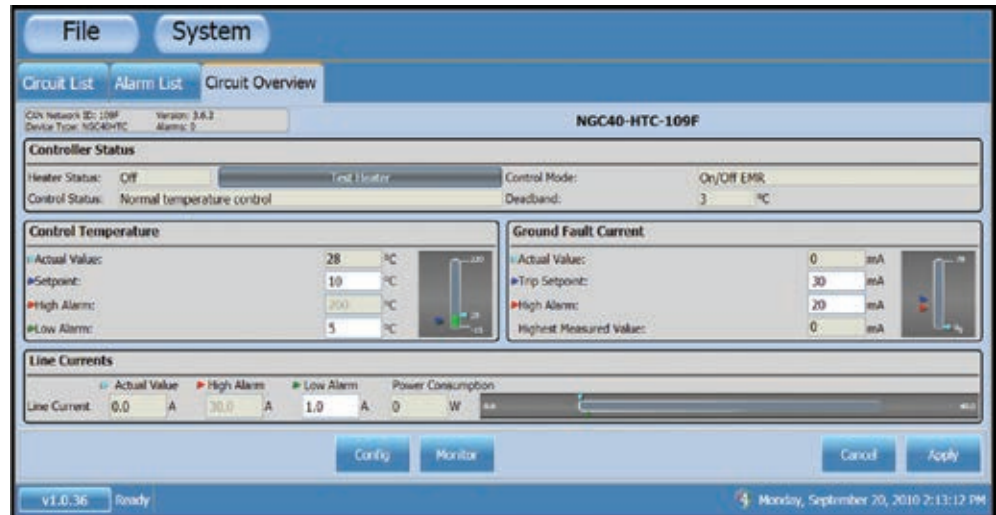 File System
Circuit List Alarm List Circuit Overview
CAN Network ID: 109F Version: 3.6.2
Device Type: NGC40HTC Alarms: 0
NGC40-HTC-109F
Controller Status
Heater Status: Off Test Heater Control Mode: On/Off EMR
Control Status: Normal temperature control Deadband: 3 ºC
Control Temperature
Actual Value: 28 ºC
Setpoint: 10 ºC
High Alarm: 200 ºC
Low Alarm: 5 ºC
Ground Fault Current
Actual Value: 0 mA
Trip Setpoint: 30 mA
High Alarm: 20 mA
Highest Measured Value: 0 mA
Line Currents
Actual Value High Alarm Low Alarm Power Consumption
Line Current 0.0 A 30.0 A 1.0 A 0 W
Config Monitor Cancel Apply
v1.0.36 Ready Monday, September 20, 2010 2:13:12 PM